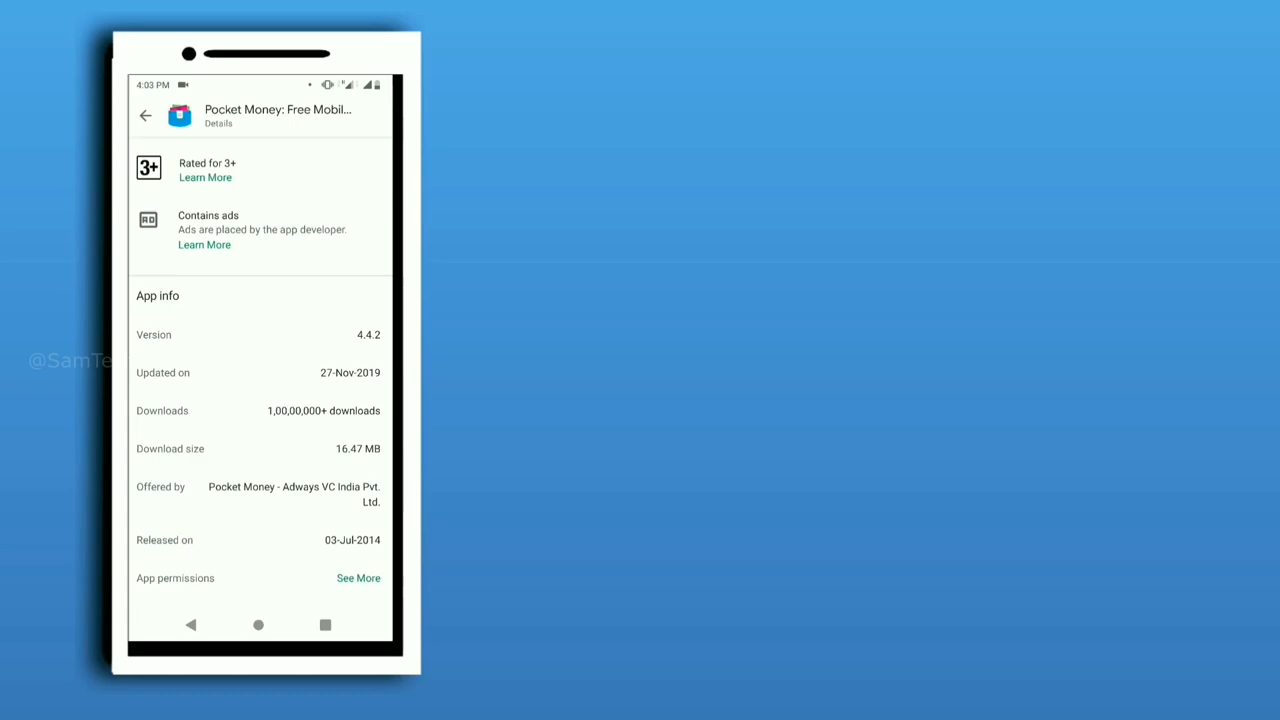 4:03 PM
Pocket Money: Free Mobil...
Details
3+
Rated for 3+
Learn More
AD
Contains ads
Ads are placed by the app developer.
Learn More
App info
Version 4.4.2
Updated on 27-Nov-2019
Downloads 1,00,00,000+ downloads
Download size 16.47 MB
Offered by Pocket Money - Adways VC India Pvt.
Ltd.
Released on 03-Jul-2014
App permissions See More
@SamTe